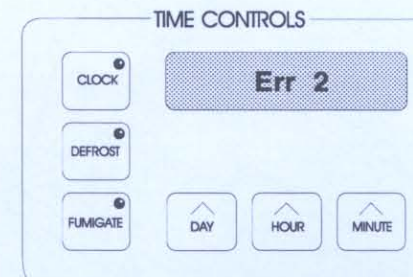 TIME CONTROLS
CLOCK
Err 2
DEFROST
FUMIGATE
DAY
HOUR
MINUTE